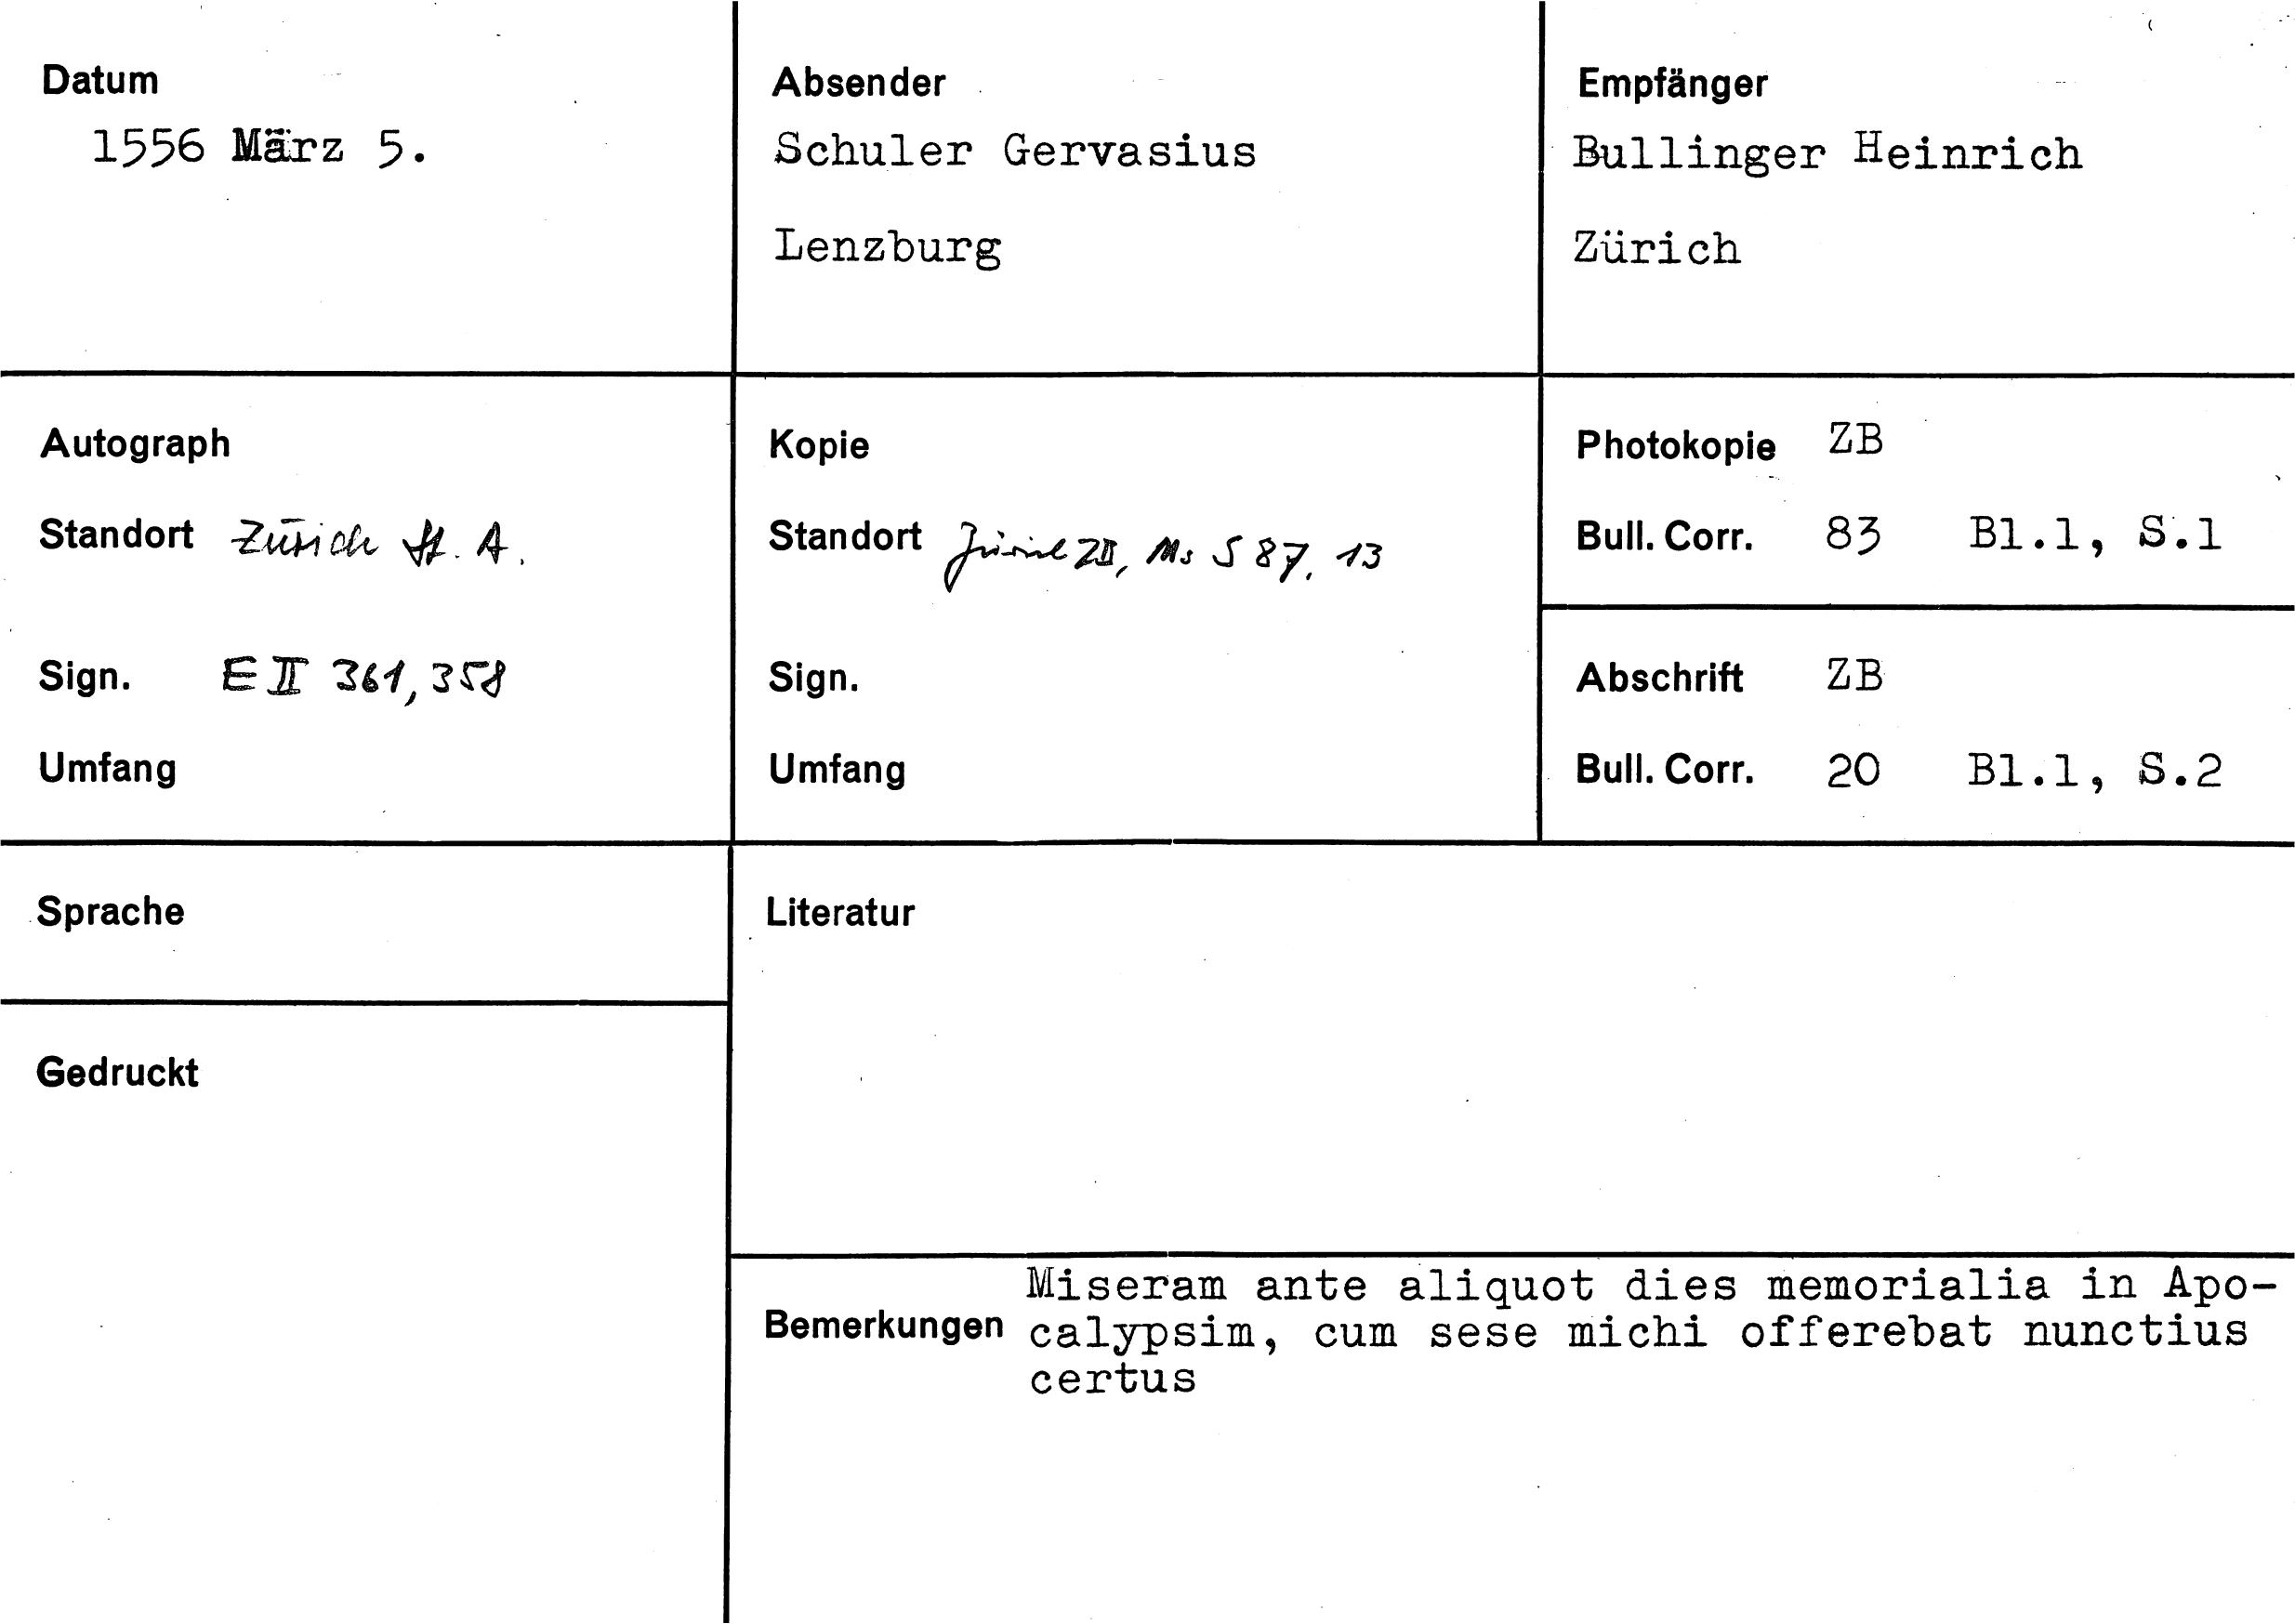 Datum
1556 März 5.
Absender
Schuler Gervasius
Lenzburg
Empfänger
Bullinger Heinrich
Zürich
Autograph
Standort Zürich St. A.
Sign. E II 361, 358
Umfang
Kopie
Standort Zürich ZB, Ms S 87, 13
Sign.
Umfang
Photokopie ZB
Bull. Corr. 83 Bl.1, S.1
Abschrift ZB
Bull. Corr. 20 Bl.1, S.2
Sprache
Gedruckt
Literatur
Bemerkungen
Miseram ante aliquot dies memorialia in Apo-
calypsim, cum sese michi offerebat nunctius
certus